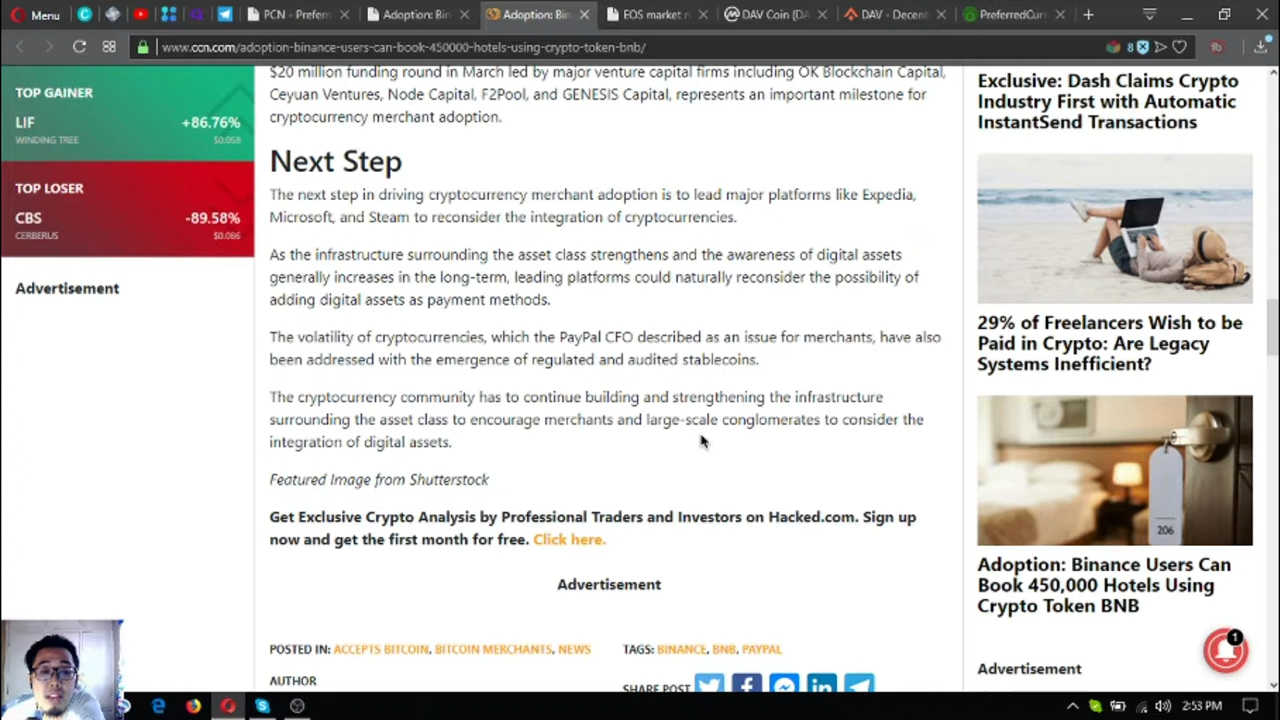 Menu
PCN - Prefer
Adoption: Bin
Adoption: Bin
EOS market r
DAV Coin (DA
DAV - Decent
PreferredCur
www.ccn.com/adoption-binance-users-can-book-450000-hotels-using-crypto-token-bnb/
8
TOP GAINER
LIF +86.76%
WINDING TREE $0.058
TOP LOSER
CBS -89.58%
CERBERUS $0.086
Advertisement
$20 million funding round in March led by major venture capital firms including OK Blockchain Capital,
Ceyuan Ventures, Node Capital, F2Pool, and GENESIS Capital, represents an important milestone for
cryptocurrency merchant adoption.
Next Step
The next step in driving cryptocurrency merchant adoption is to lead major platforms like Expedia,
Microsoft, and Steam to reconsider the integration of cryptocurrencies.
As the infrastructure surrounding the asset class strengthens and the awareness of digital assets
generally increases in the long-term, leading platforms could naturally reconsider the possibility of
adding digital assets as payment methods.
The volatility of cryptocurrencies, which the PayPal CFO described as an issue for merchants, have also
been addressed with the emergence of regulated and audited stablecoins.
The cryptocurrency community has to continue building and strengthening the infrastructure
surrounding the asset class to encourage merchants and large-scale conglomerates to consider the
integration of digital assets.
Featured Image from Shutterstock
Get Exclusive Crypto Analysis by Professional Traders and Investors on Hacked.com. Sign up
now and get the first month for free. Click here.
Advertisement
POSTED IN: ACCEPTS BITCOIN, BITCOIN MERCHANTS, NEWS
TAGS: BINANCE, BNB, PAYPAL
AUTHOR
SHARE POST
Exclusive: Dash Claims Crypto
Industry First with Automatic
InstantSend Transactions
29% of Freelancers Wish to be
Paid in Crypto: Are Legacy
Systems Inefficient?
206
Adoption: Binance Users Can
Book 450,000 Hotels Using
Crypto Token BNB
1
Advertisement
2:53 PM